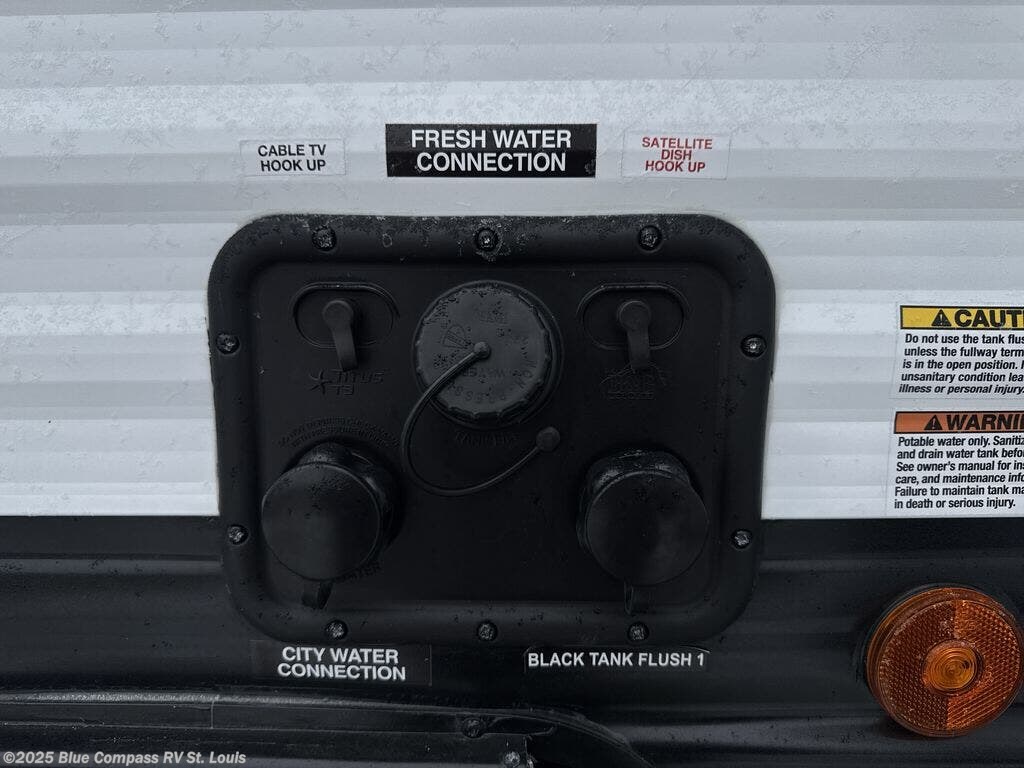 CABLE TV
HOOK UP
FRESH WATER
CONNECTION
SATELLITE
DISH
HOOK UP
CAUT
Do not use the tank flus
unless the fullway term
is in the open position.
unsanitary condition lea
illness or personal injury.
WARNI
Potable water only. Sanitiz
and drain water tank befo
See owner's manual for ins
care, and maintenance info
Failure to maintain tank ma
in death or serious injury.
CITY WATER
CONNECTION
BLACK TANK FLUSH 1
©2025 Blue Compass RV St. Louis